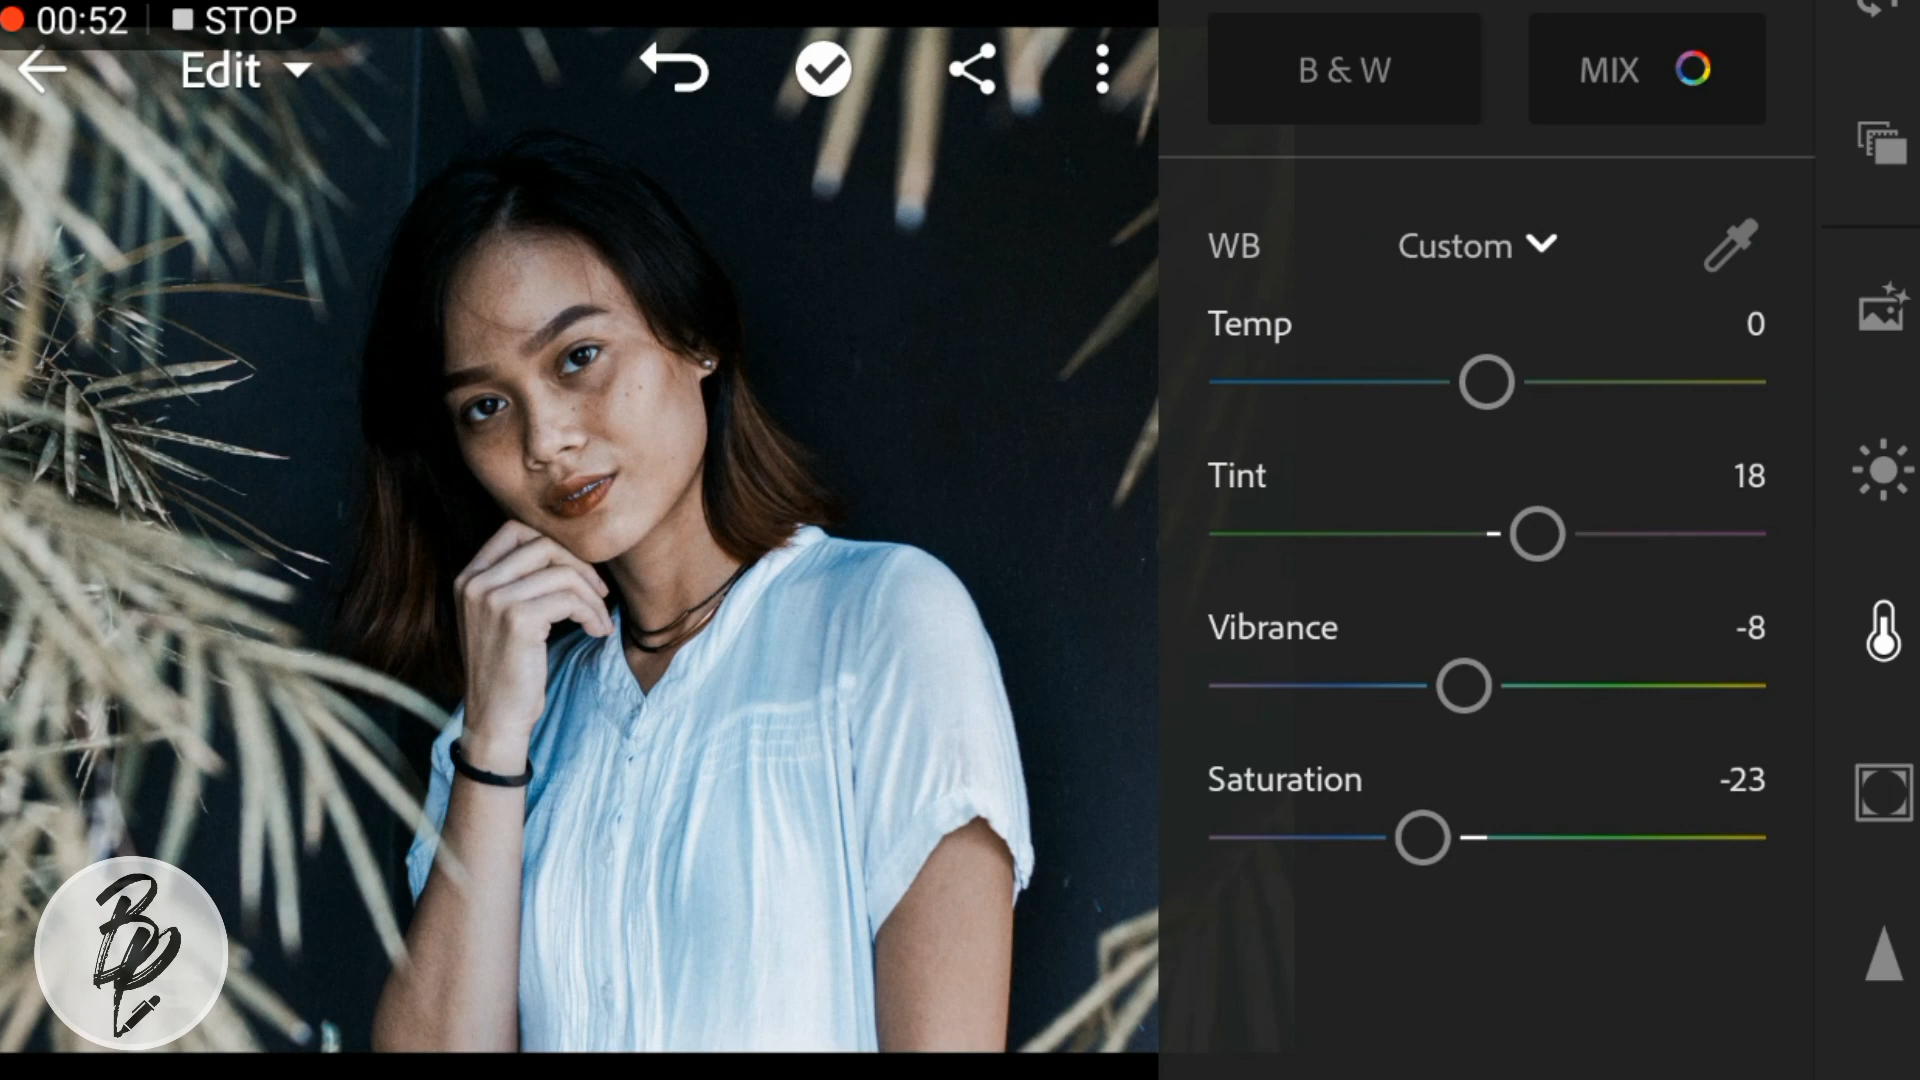 00:52 STOP
Edit
B & W MIX
WB Custom
Temp 0
Tint 18
Vibrance -8
Saturation -23